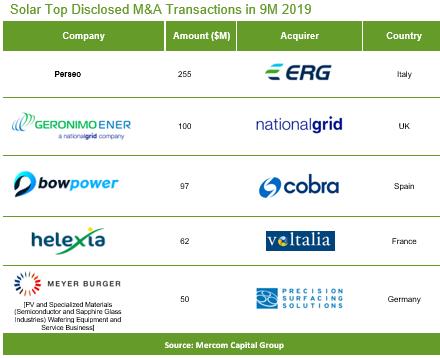 Solar Top Disclosed M&A Transactions in 9M 2019
Company Amount ($M) Acquirer Country
Perseo 255 ERG Italy
GERONIMO ENER
a nationalgrid company
100 nationalgrid UK
bowpower 97 cobra Spain
helexia 62 voltalia France
MEYER BURGER
[PV and Specialized Materials
(Semiconductor and Sapphire Glass
Industries) Wafering Equipment and
Service Business]
50 PRECISION
SURFACING
SOLUTIONS
Germany
Source: Mercom Capital Group